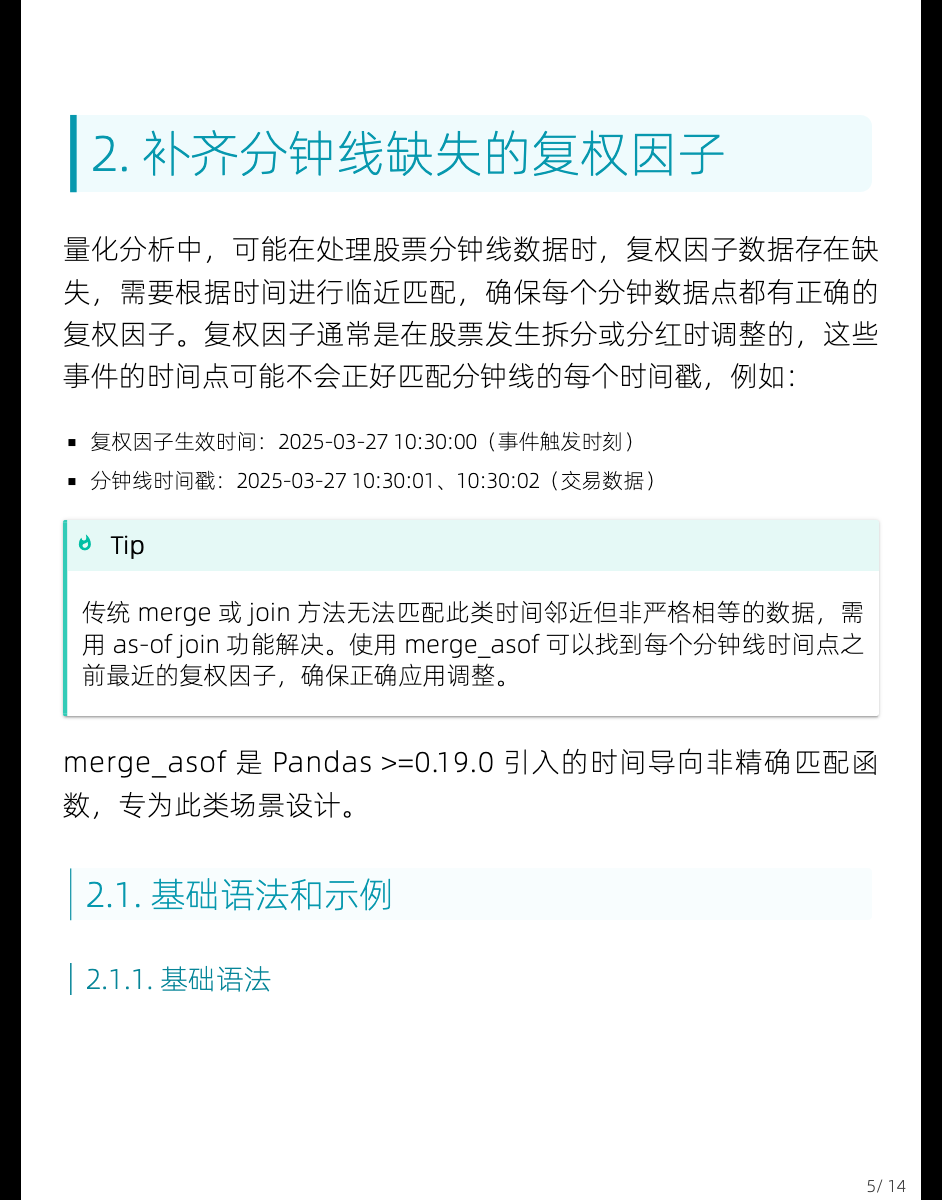 2. 补齐分钟线缺失的复权因子
量化分析中，可能在处理股票分钟线数据时，复权因子数据存在缺
失，需要根据时间进行临近匹配，确保每个分钟数据点都有正确的
复权因子。复权因子通常是在股票发生拆分或分红时调整的，这些
事件的时间点可能不会正好匹配分钟线的每个时间戳，例如：
▪ 复权因子生效时间：2025-03-27 10:30:00（事件触发时刻）
▪ 分钟线时间戳：2025-03-27 10:30:01、10:30:02（交易数据）
Tip
传统 merge 或 join 方法无法匹配此类时间邻近但非严格相等的数据，需
用 as-of join 功能解决。使用 merge_asof 可以找到每个分钟线时间点之
前最近的复权因子，确保正确应用调整。
merge_asof 是 Pandas >=0.19.0 引入的时间导向非精确匹配函
数，专为此类场景设计。
2.1. 基础语法和示例
2.1.1. 基础语法
5/ 14